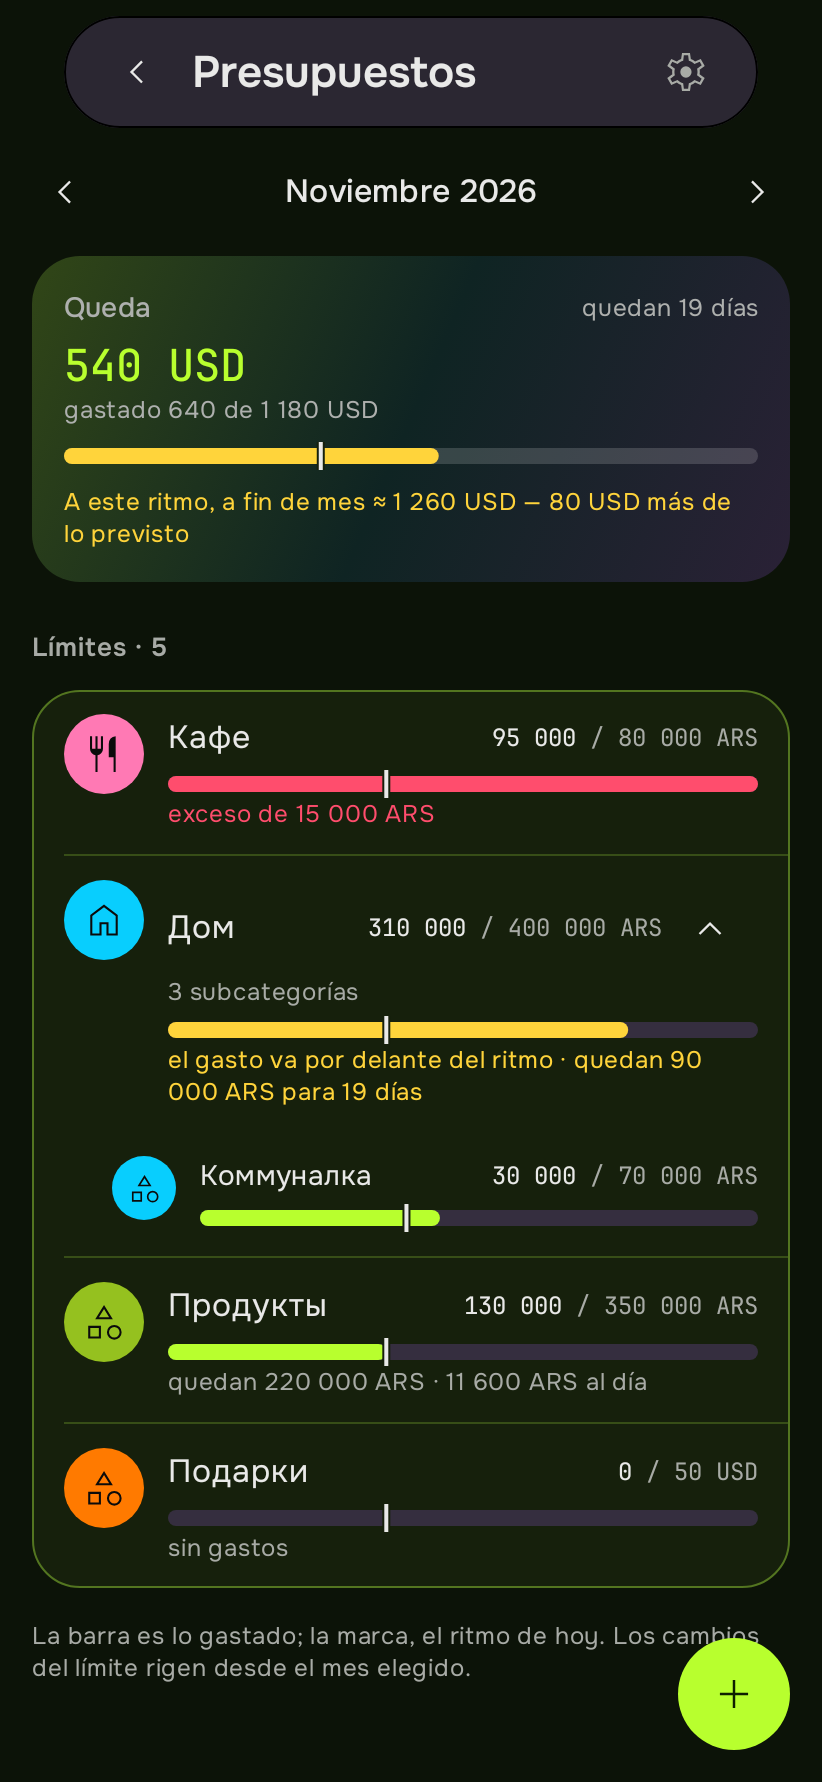 Presupuestos
Noviembre 2026
Queda
quedan 19 días
540 USD
gastado 640 de 1 180 USD
A este ritmo, a fin de mes ≈ 1 260 USD — 80 USD más de
lo previsto
Límites · 5
Кафе
95 000 / 80 000 ARS
exceso de 15 000 ARS
Дом
310 000 / 400 000 ARS
3 subcategorías
el gasto va por delante del ritmo · quedan 90
000 ARS para 19 días
Коммуналка
30 000 / 70 000 ARS
Продукты
130 000 / 350 000 ARS
quedan 220 000 ARS · 11 600 ARS al día
Подарки
0 / 50 USD
sin gastos
La barra es lo gastado; la marca, el ritmo de hoy. Los cambios
del límite rigen desde el mes elegido.